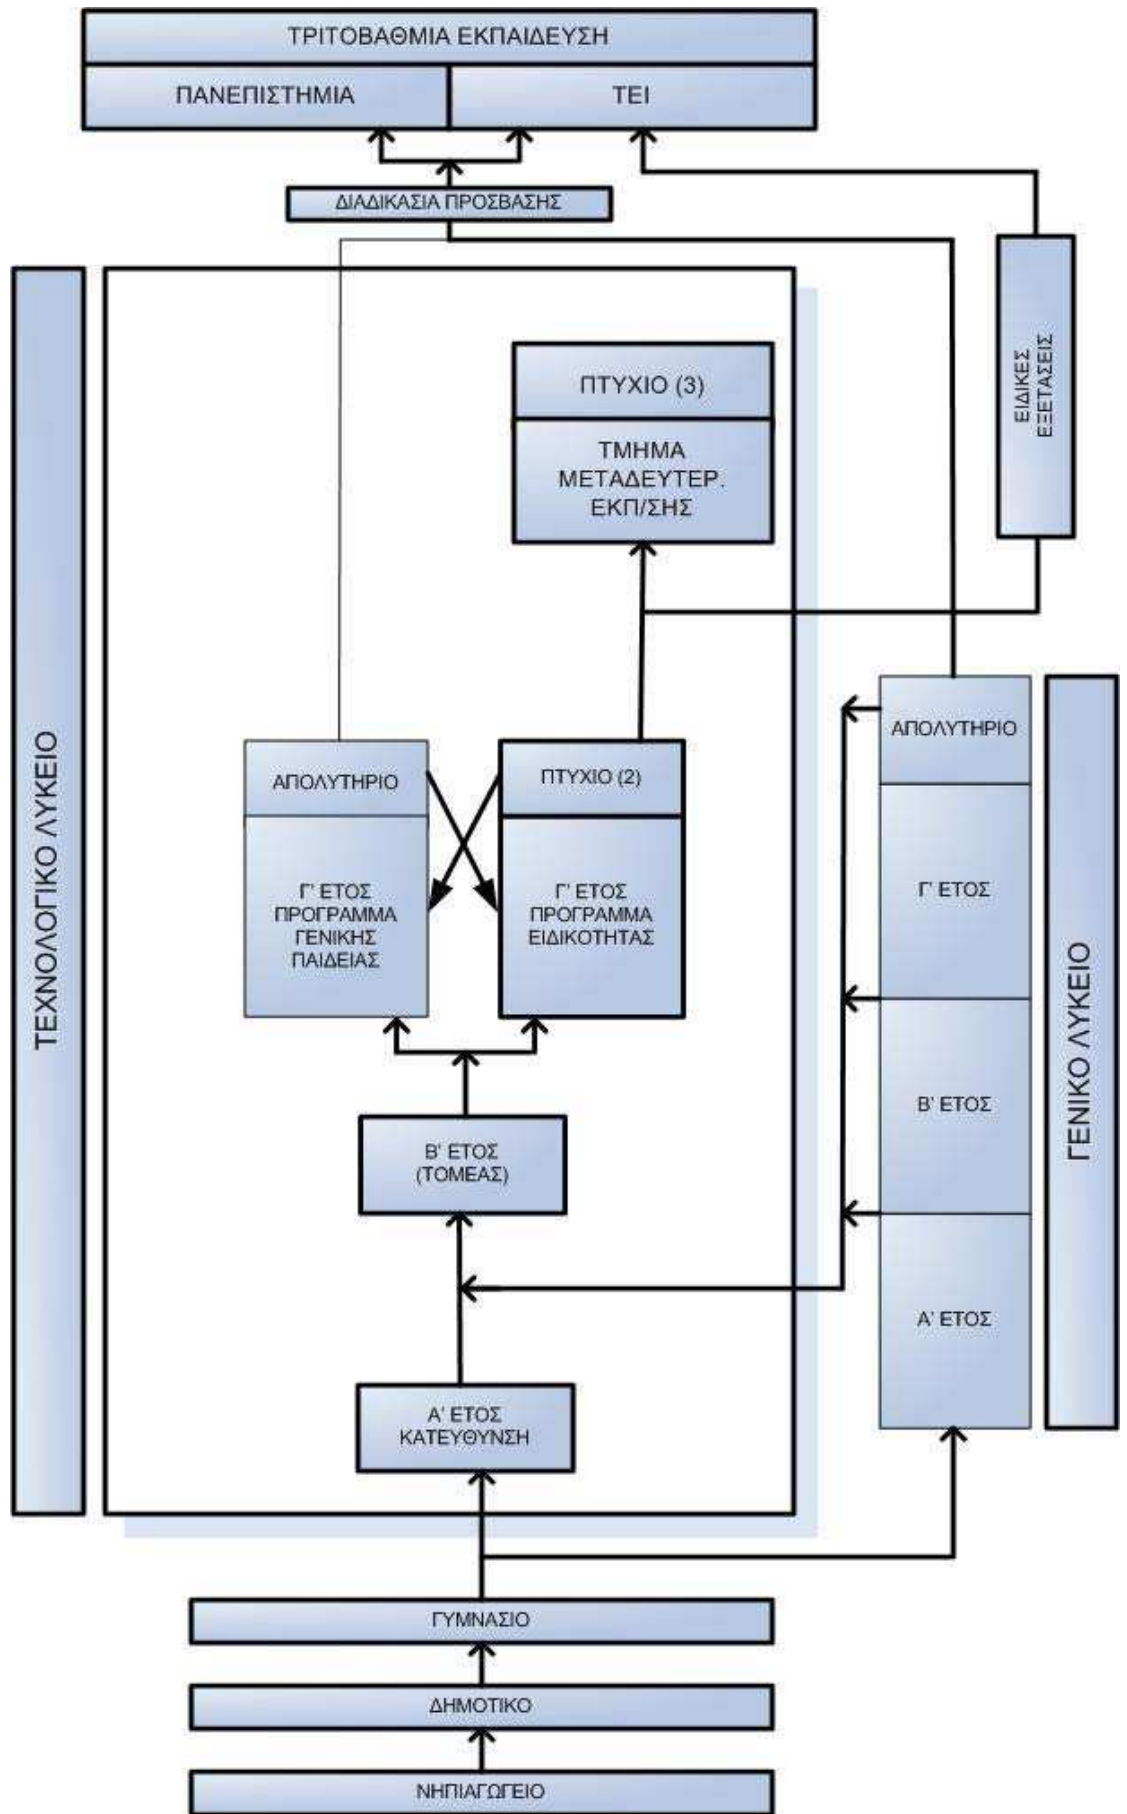 ΤΡΙΤΟΒΑΘΜΙΑ ΕΚΠΑΙΔΕΥΣΗ
ΠΑΝΕΠΙΣΤΗΜΙΑ
ΤΕΙ
ΔΙΑΔΙΚΑΣΙΑ ΠΡΟΣΒΑΣΗΣ
ΤΕΧΝΟΛΟΓΙΚΟ ΛΥΚΕΙΟ
ΠΤΥΧΙΟ (3)
ΤΜΗΜΑ
ΜΕΤΑΔΕΥΤΕΡ.
ΕΚΠ/ΣΗΣ
ΕΙΔΙΚΕΣ
ΕΞΕΤΑΣΕΙΣ
ΑΠΟΛΥΤΗΡΙΟ
Γ' ΕΤΟΣ
ΠΡΟΓΡΑΜΜΑ
ΓΕΝΙΚΗΣ
ΠΑΙΔΕΙΑΣ
ΠΤΥΧΙΟ (2)
Γ' ΕΤΟΣ
ΠΡΟΓΡΑΜΜΑ
ΕΙΔΙΚΟΤΗΤΑΣ
Β' ΕΤΟΣ
(ΤΟΜΕΑΣ)
Α' ΕΤΟΣ
ΚΑΤΕΥΘΥΝΣΗ
ΑΠΟΛΥΤΗΡΙΟ
Γ' ΕΤΟΣ
Β' ΕΤΟΣ
Α' ΕΤΟΣ
ΓΕΝΙΚΟ ΛΥΚΕΙΟ
ΓΥΜΝΑΣΙΟ
ΔΗΜΟΤΙΚΟ
ΝΗΠΙΑΓΩΓΕΙΟ